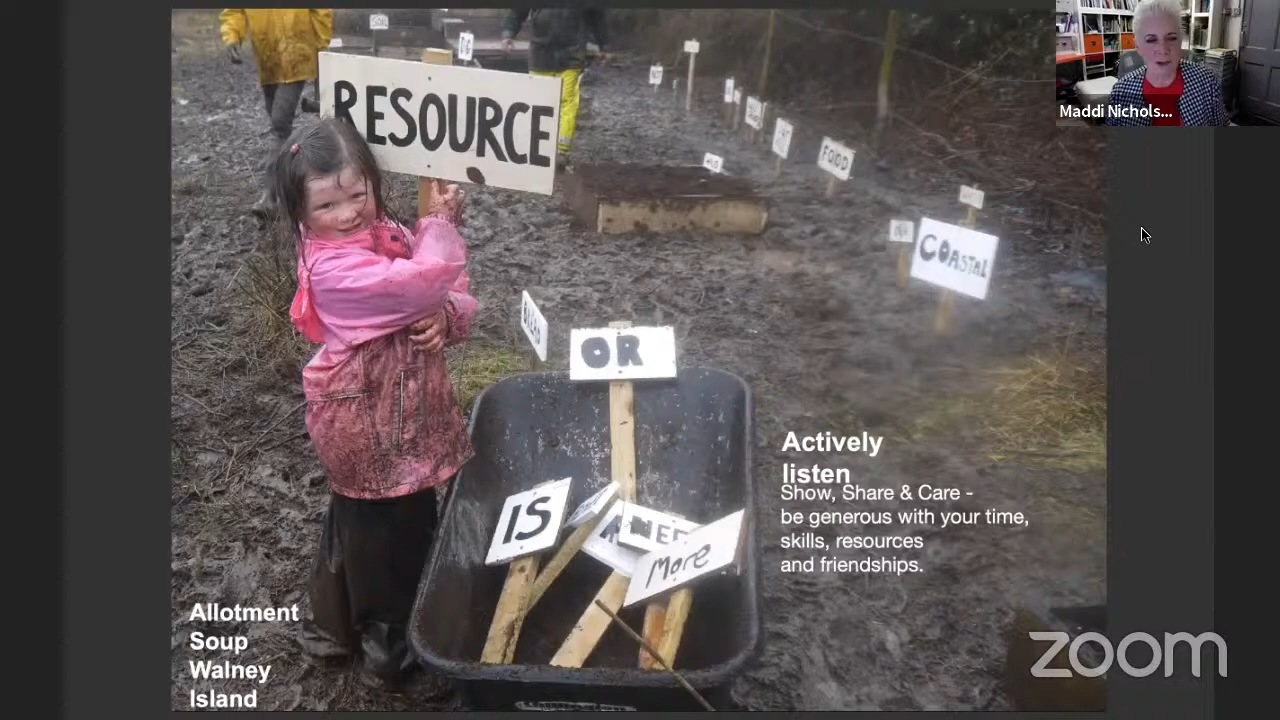 SOIL
RESOURCE
FOOD
COASTAL
OR
IS
MORE
Actively
listen
Show, Share & Care -
be generous with your time,
skills, resources
and friendships.
Allotment
Soup
Walney
Island
Maddi Nichols...
zoom